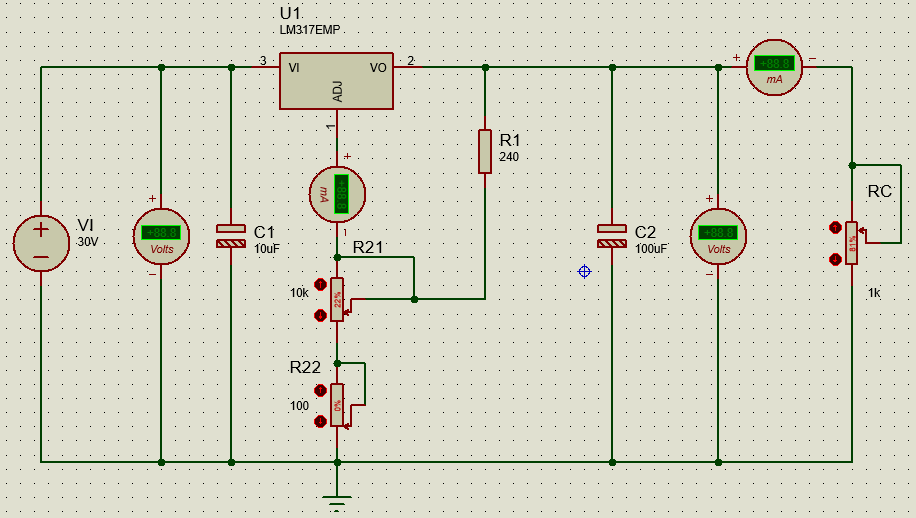 U1
LM317EMP
3
VI
VO
2
ADJ
1
+
+88.8
mA
−
+
+88.8
mA
R1
240
VI
30V
+
+88.8
Volts
−
C1
10uF
R21
10k
22%
R22
100
0%
C2
100uF
+
+88.8
Volts
−
RC
81%
1k